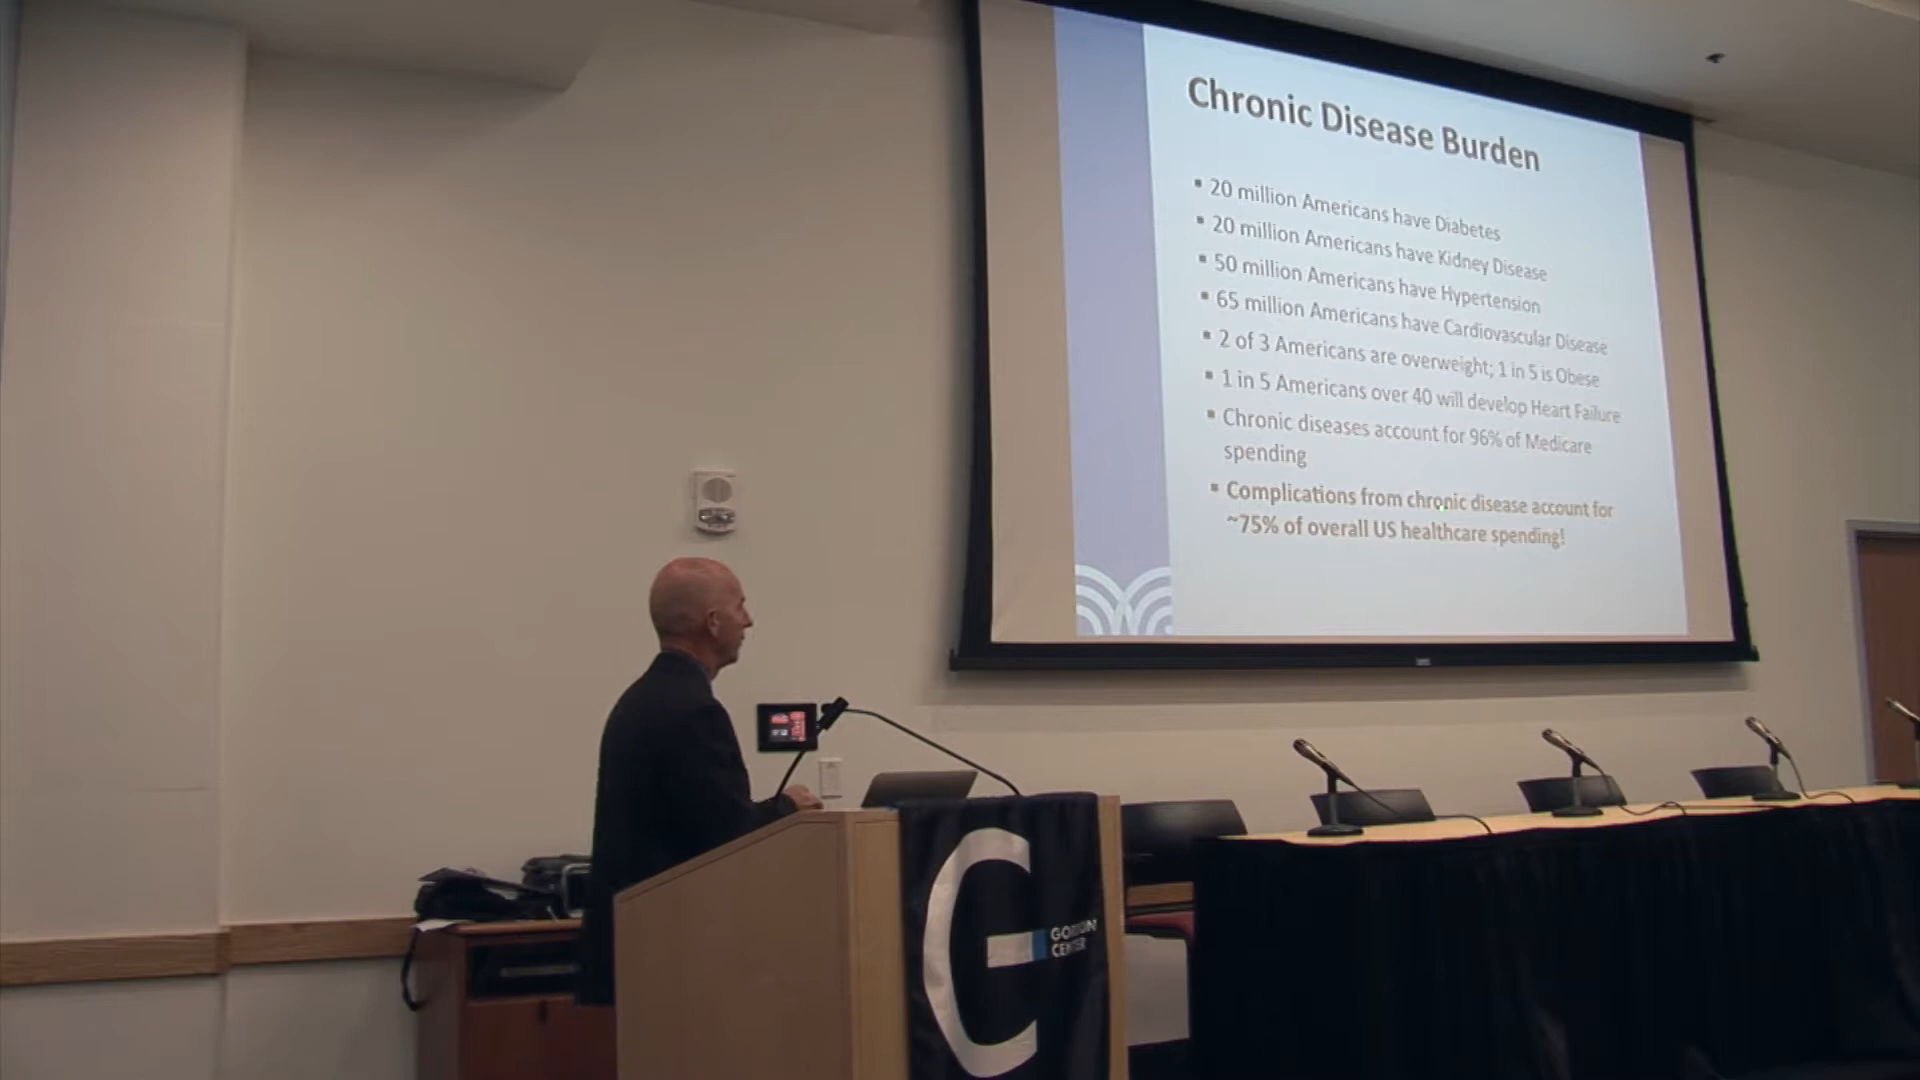 Chronic Disease Burden
▪ 20 million Americans have Diabetes
▪ 20 million Americans have Kidney Disease
▪ 50 million Americans have Hypertension
▪ 65 million Americans have Cardiovascular Disease
▪ 2 of 3 Americans are overweight; 1 in 5 is Obese
▪ 1 in 5 Americans over 40 will develop Heart Failure
▪ Chronic diseases account for 96% of Medicare
spending
▪ Complications from chronic disease account for
~75% of overall US healthcare spending!
GORDON
CENTER